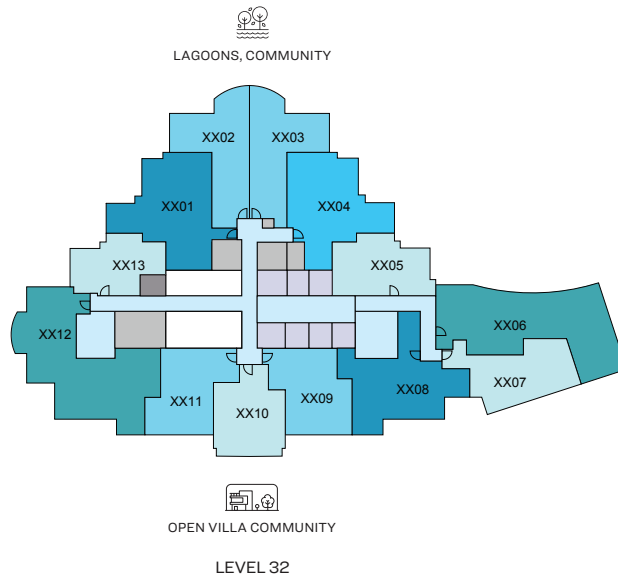 LAGOONS, COMMUNITY
XX02
XX03
XX01
XX04
XX13
XX05
XX12
XX06
XX07
XX08
XX11
XX10
XX09
OPEN VILLA COMMUNITY
LEVEL 32